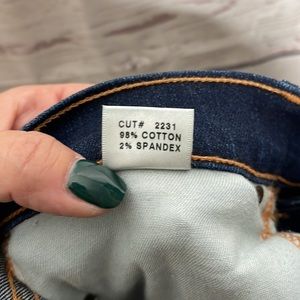 CUT# 2231
98% COTTON
2% SPANDEX